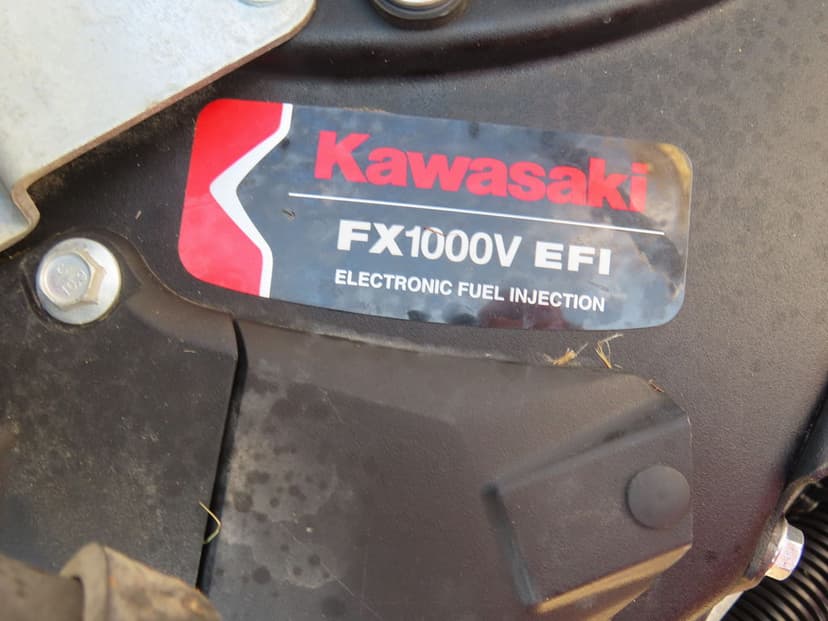 Kawasaki
FX1000V EFI
ELECTRONIC FUEL INJECTION